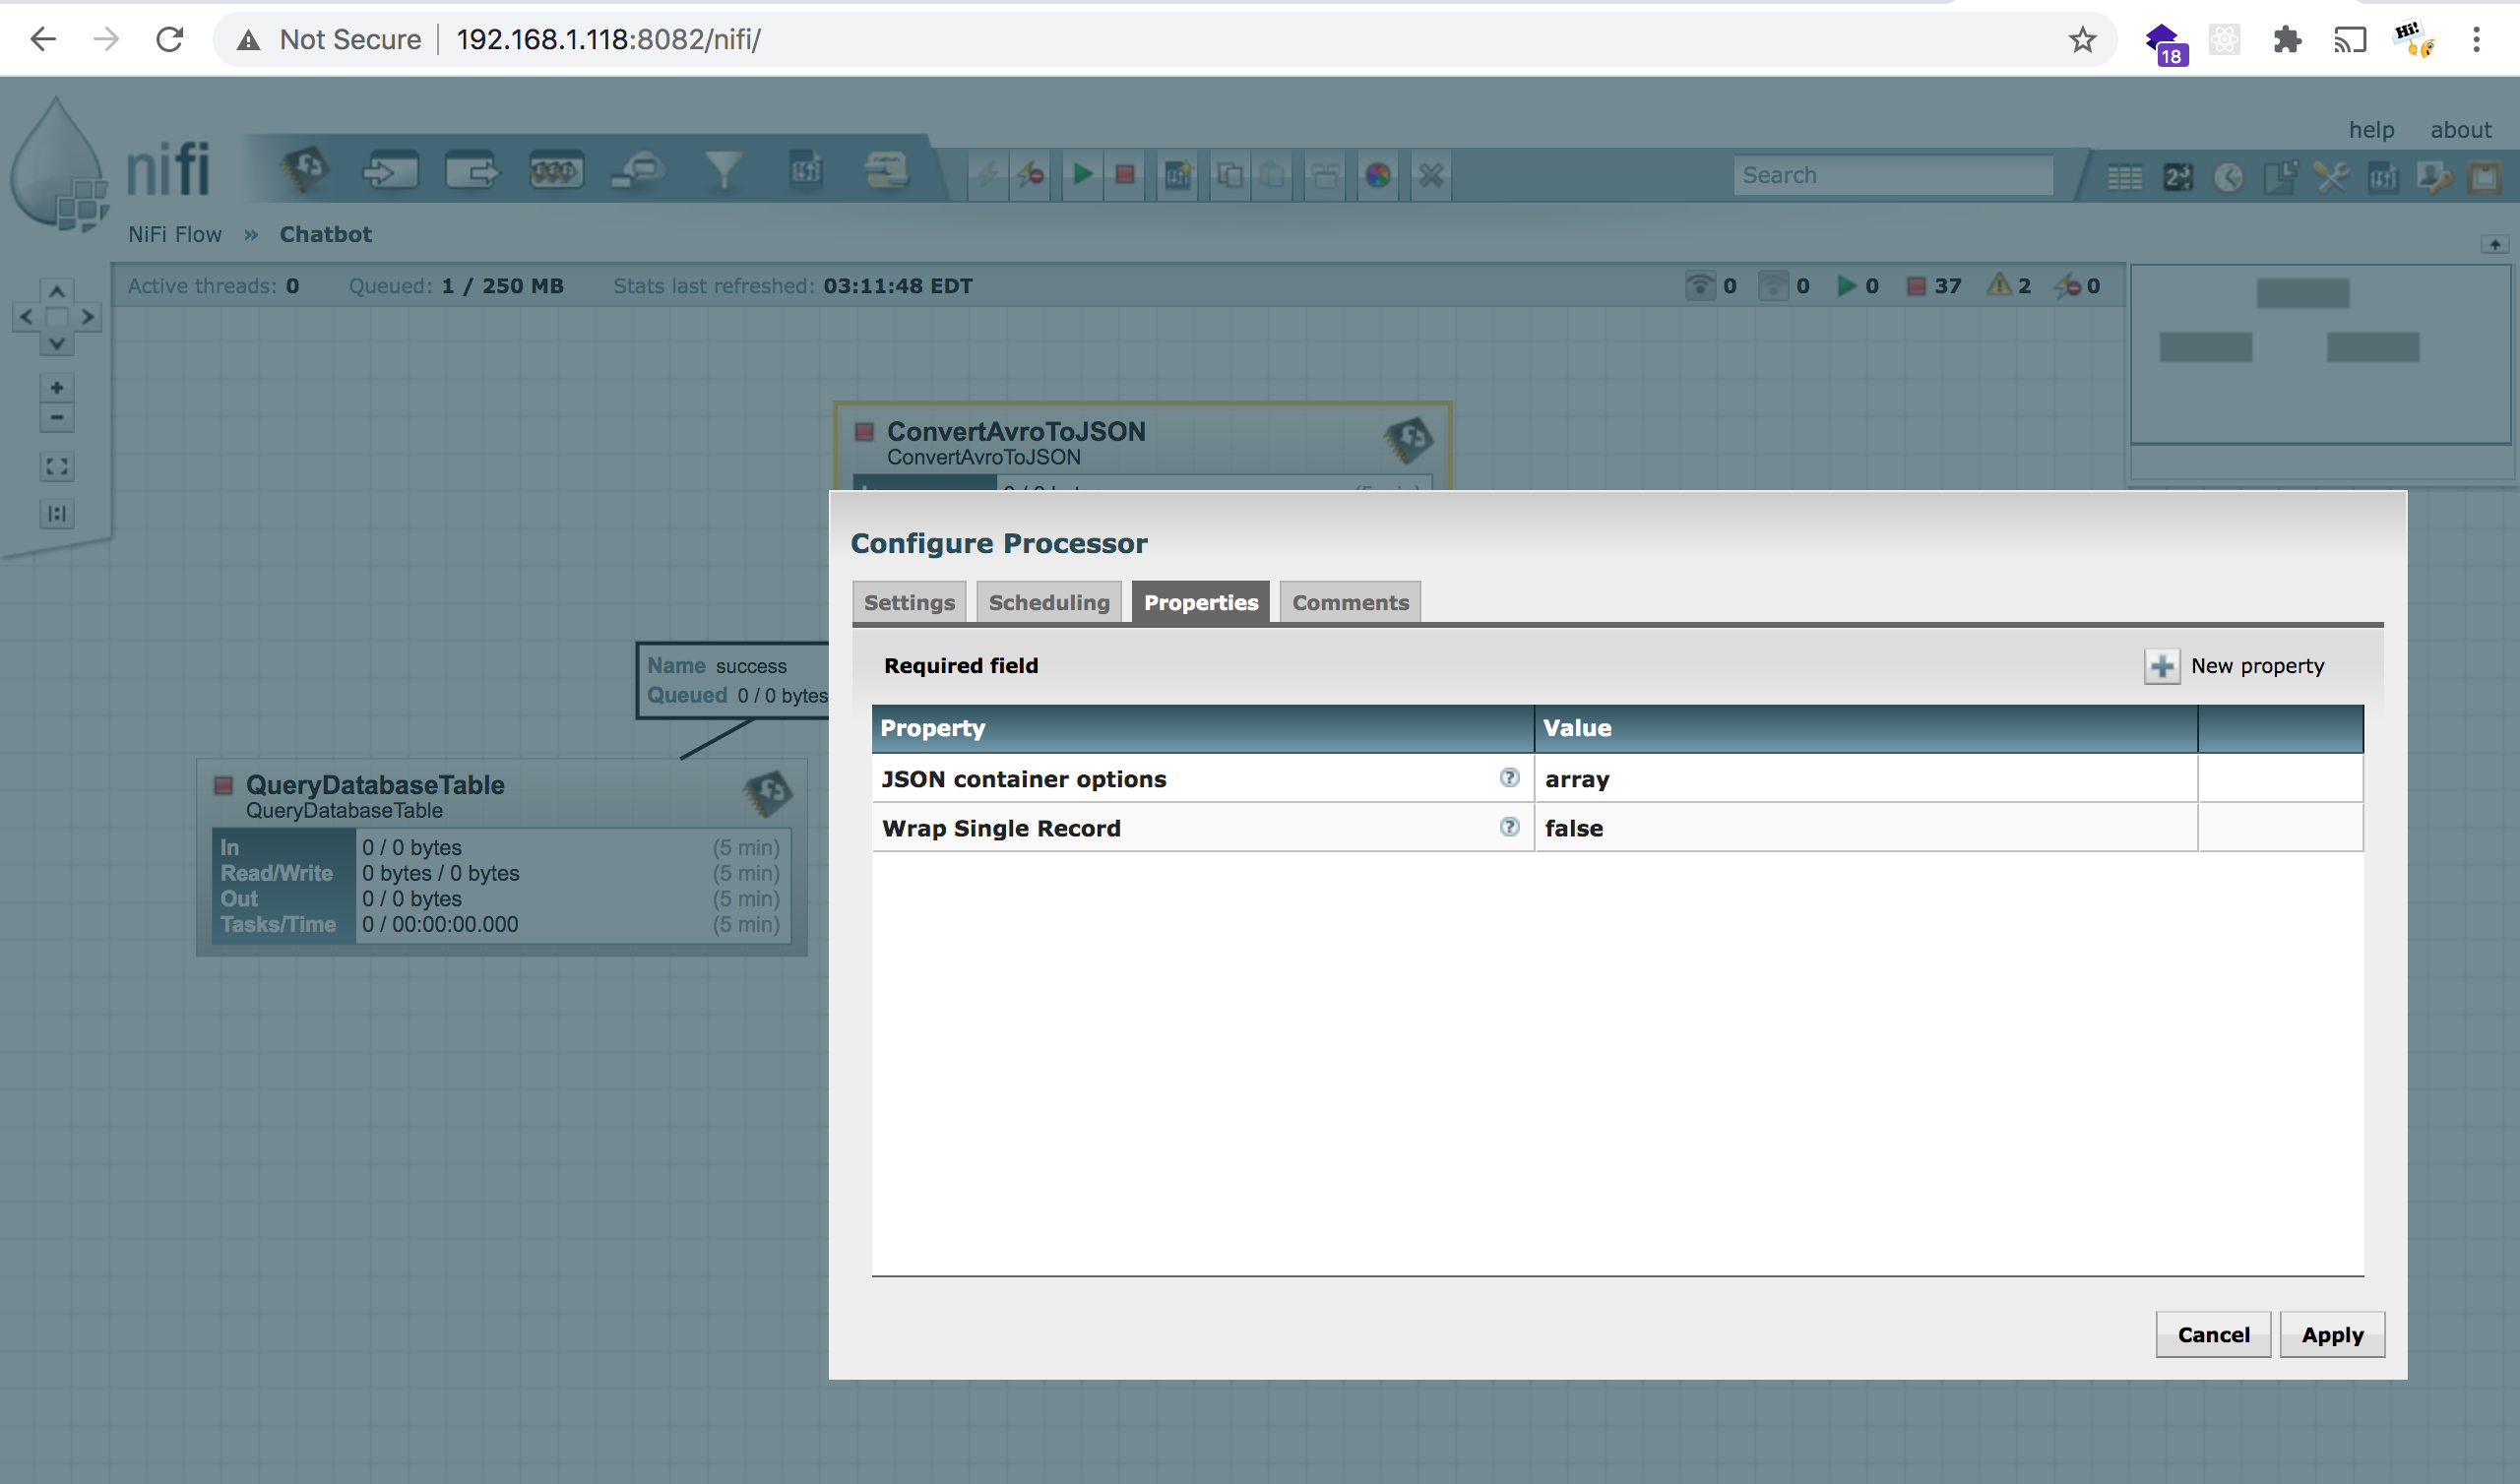 Not Secure 192.168.1.118:8082/nifi/
18
Hi!
help about
nifi
Search
NiFi Flow » Chatbot
Active threads: 0 Queued: 1 / 250 MB Stats last refreshed: 03:11:48 EDT 0 0 0 37 2 0
ConvertAvroToJSON
ConvertAvroToJSON
Configure Processor
Settings Scheduling Properties Comments
Required field New property
Name success
Queued 0 / 0 bytes
Property Value
JSON container options ? array
Wrap Single Record ? false
QueryDatabaseTable
QueryDatabaseTable
In 0 / 0 bytes (5 min)
Read/Write 0 bytes / 0 bytes (5 min)
Out 0 / 0 bytes (5 min)
Tasks/Time 0 / 00:00:00.000 (5 min)
Cancel Apply